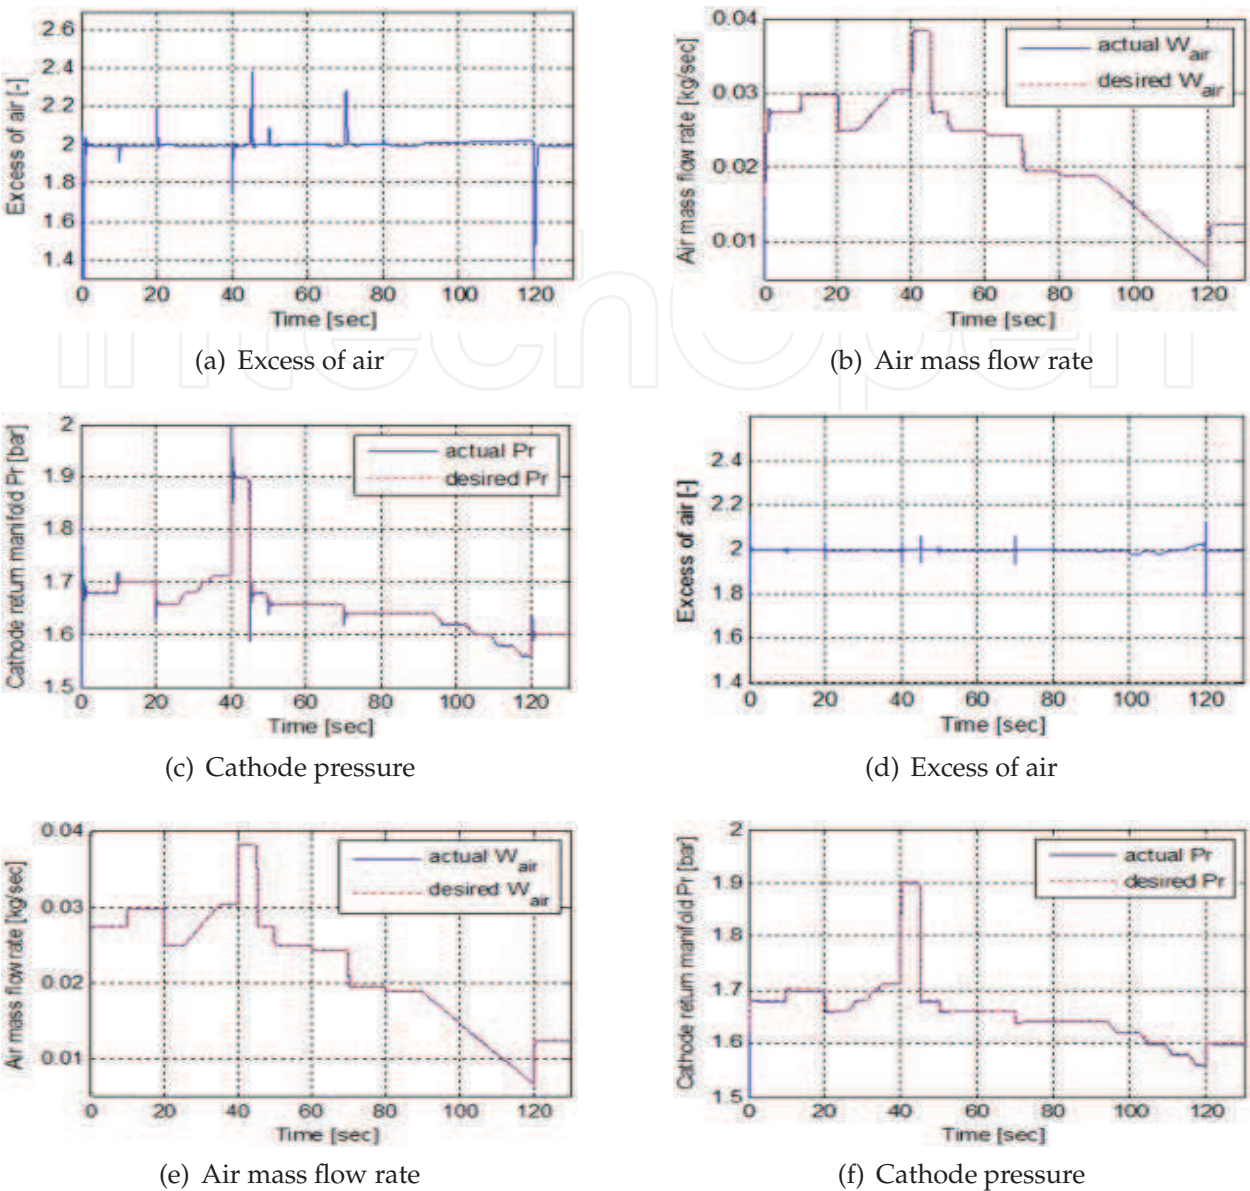 2.6
2.4
2.2
2
1.8
1.6
1.4
Excess of air [-]
0 20 40 60 80 100 120
Time [sec]
(a) Excess of air
0.04
0.03
0.02
0.01
Air mass flow rate [kg/sec]
actual Wair
desired Wair
0 20 40 60 80 100 120
Time [sec]
(b) Air mass flow rate
2
1.9
1.8
1.7
1.6
1.5
Cathode return manifold Pr [bar]
actual Pr
desired Pr
0 20 40 60 80 100 120
Time [sec]
(c) Cathode pressure
2.4
2.2
2
1.8
1.6
1.4
Excess of air [-]
0 20 40 60 80 100 120
Time [sec]
(d) Excess of air
0.04
0.03
0.02
0.01
Air mass flow rate [kg/sec]
actual Wair
desired Wair
0 20 40 60 80 100 120
Time [sec]
(e) Air mass flow rate
2
1.9
1.8
1.7
1.6
1.5
Cathode return manifold Pr [bar]
actual Pr
desired Pr
0 20 40 60 80 100 120
Time [sec]
(f) Cathode pressure
intechopen